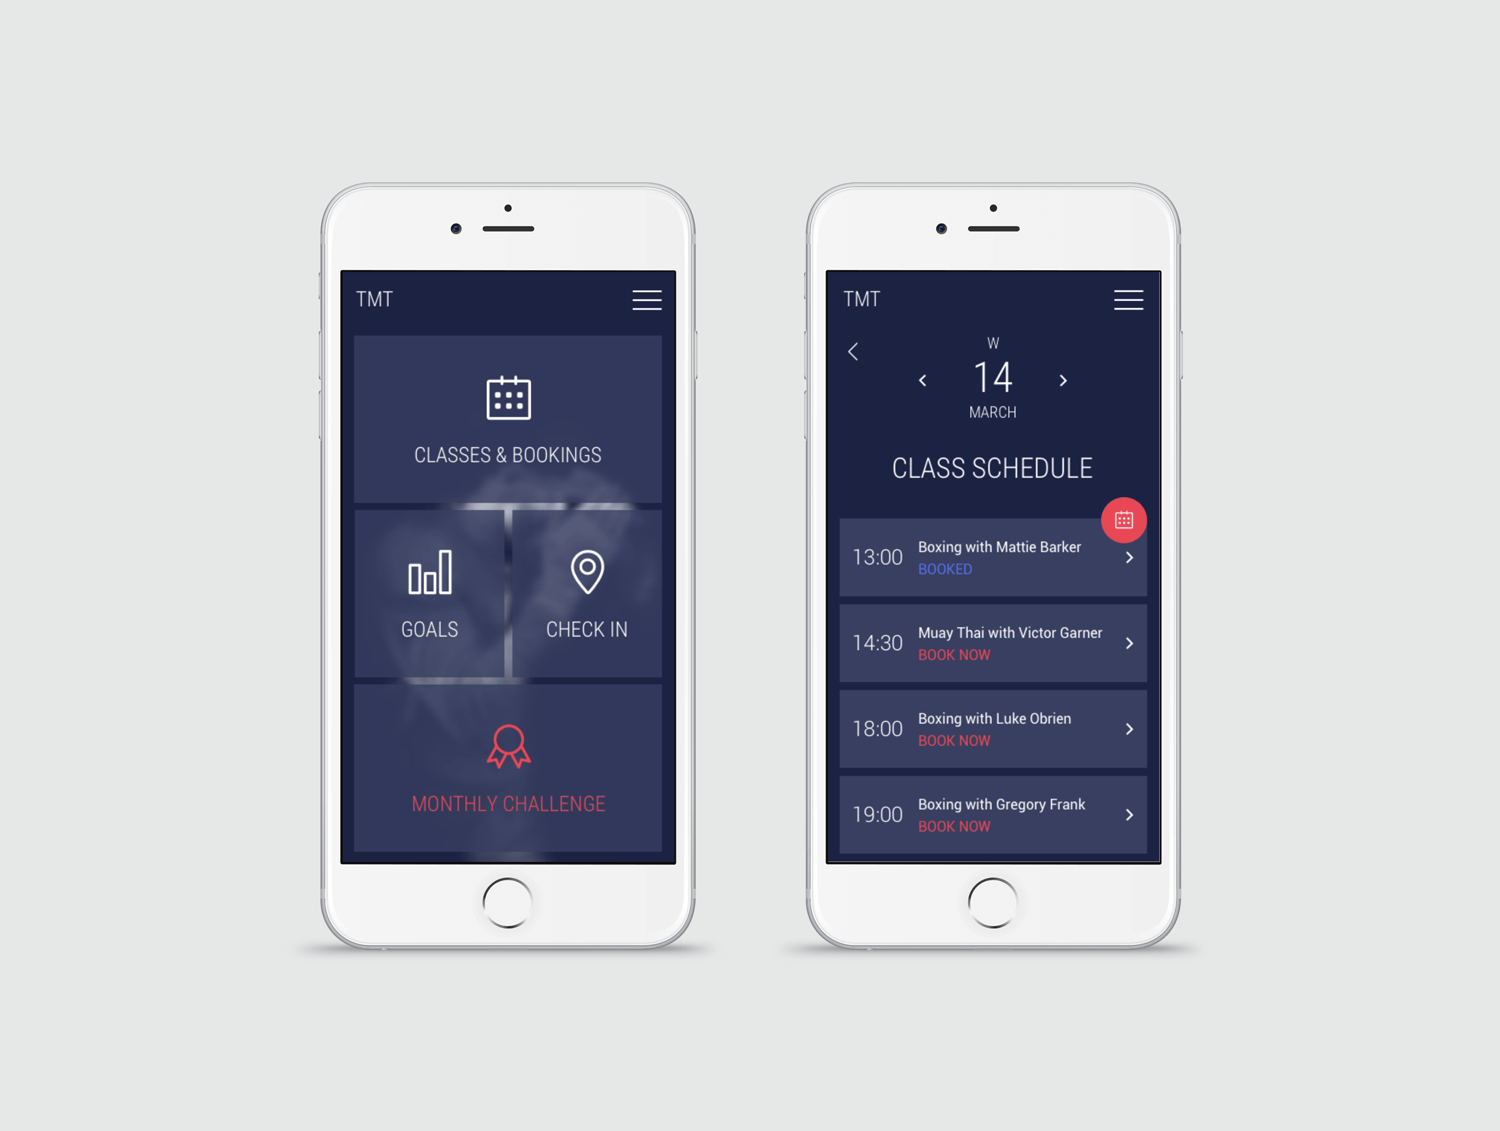 TMT
CLASSES & BOOKINGS
GOALS
CHECK IN
MONTHLY CHALLENGE
TMT
W
14
MARCH
CLASS SCHEDULE
13:00
Boxing with Mattie Barker
BOOKED
14:30
Muay Thai with Victor Garner
BOOK NOW
18:00
Boxing with Luke Obrien
BOOK NOW
19:00
Boxing with Gregory Frank
BOOK NOW